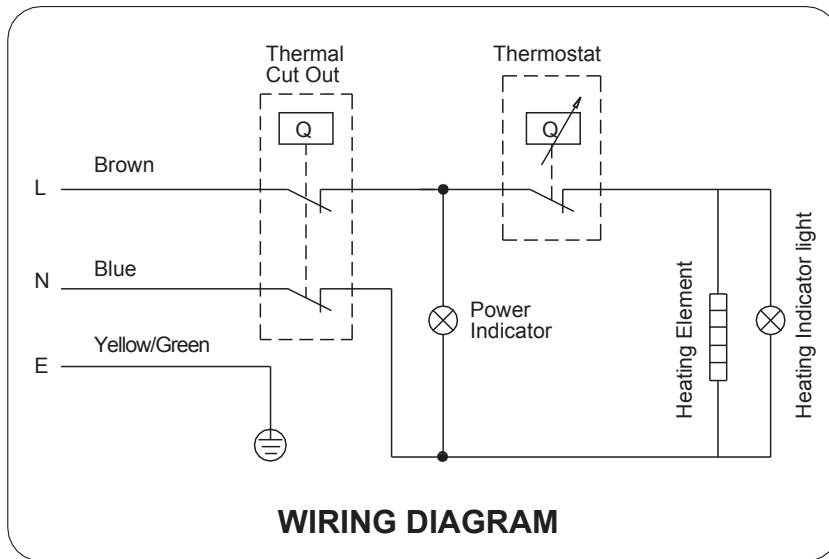 Thermal
Cut Out
Thermostat
Q
Q
L
Brown
N
Blue
Power
Indicator
E
Yellow/Green
Heating Element
Heating Indicator light
WIRING DIAGRAM